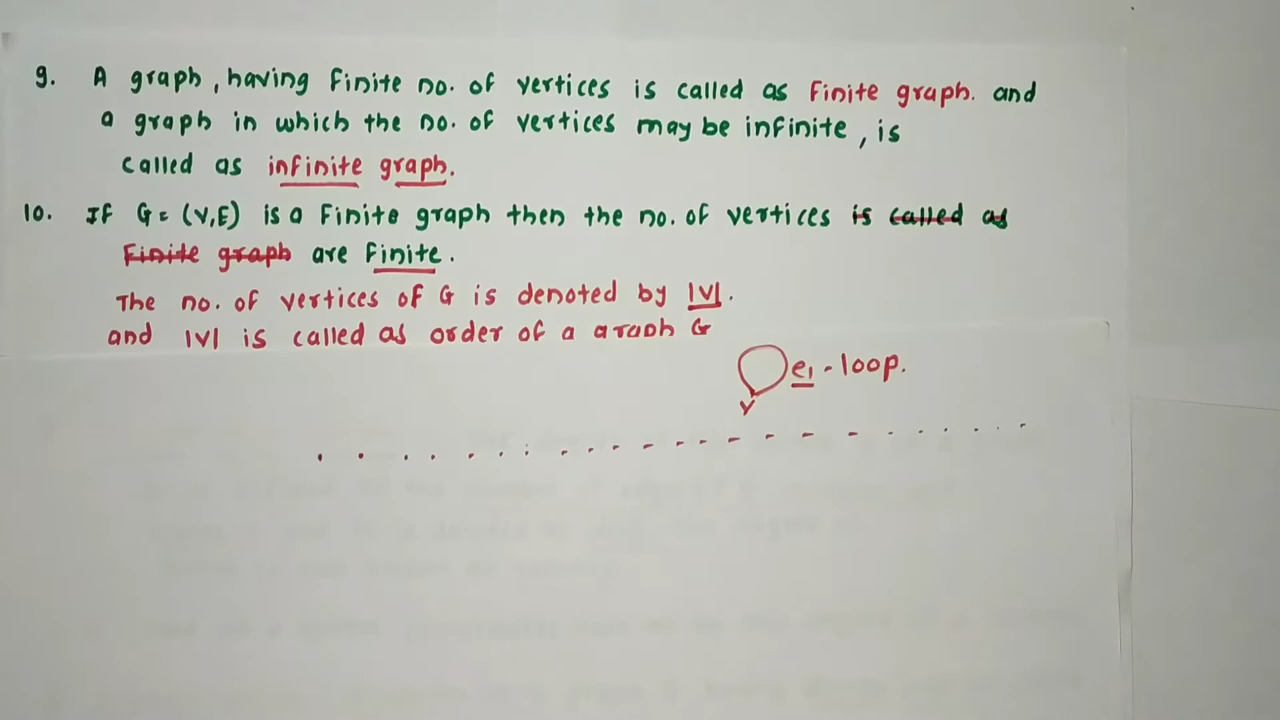 9. A graph, having finite no. of vertices is called as finite graph. and
a graph in which the no. of vertices may be infinite, is
called as infinite graph.
10. If G = (V,E) is a finite graph then the no. of vertices is called as
finite graph are finite.
The no. of vertices of G is denoted by |V|.
and |V| is called as order of a graph G
e1 - loop.
v